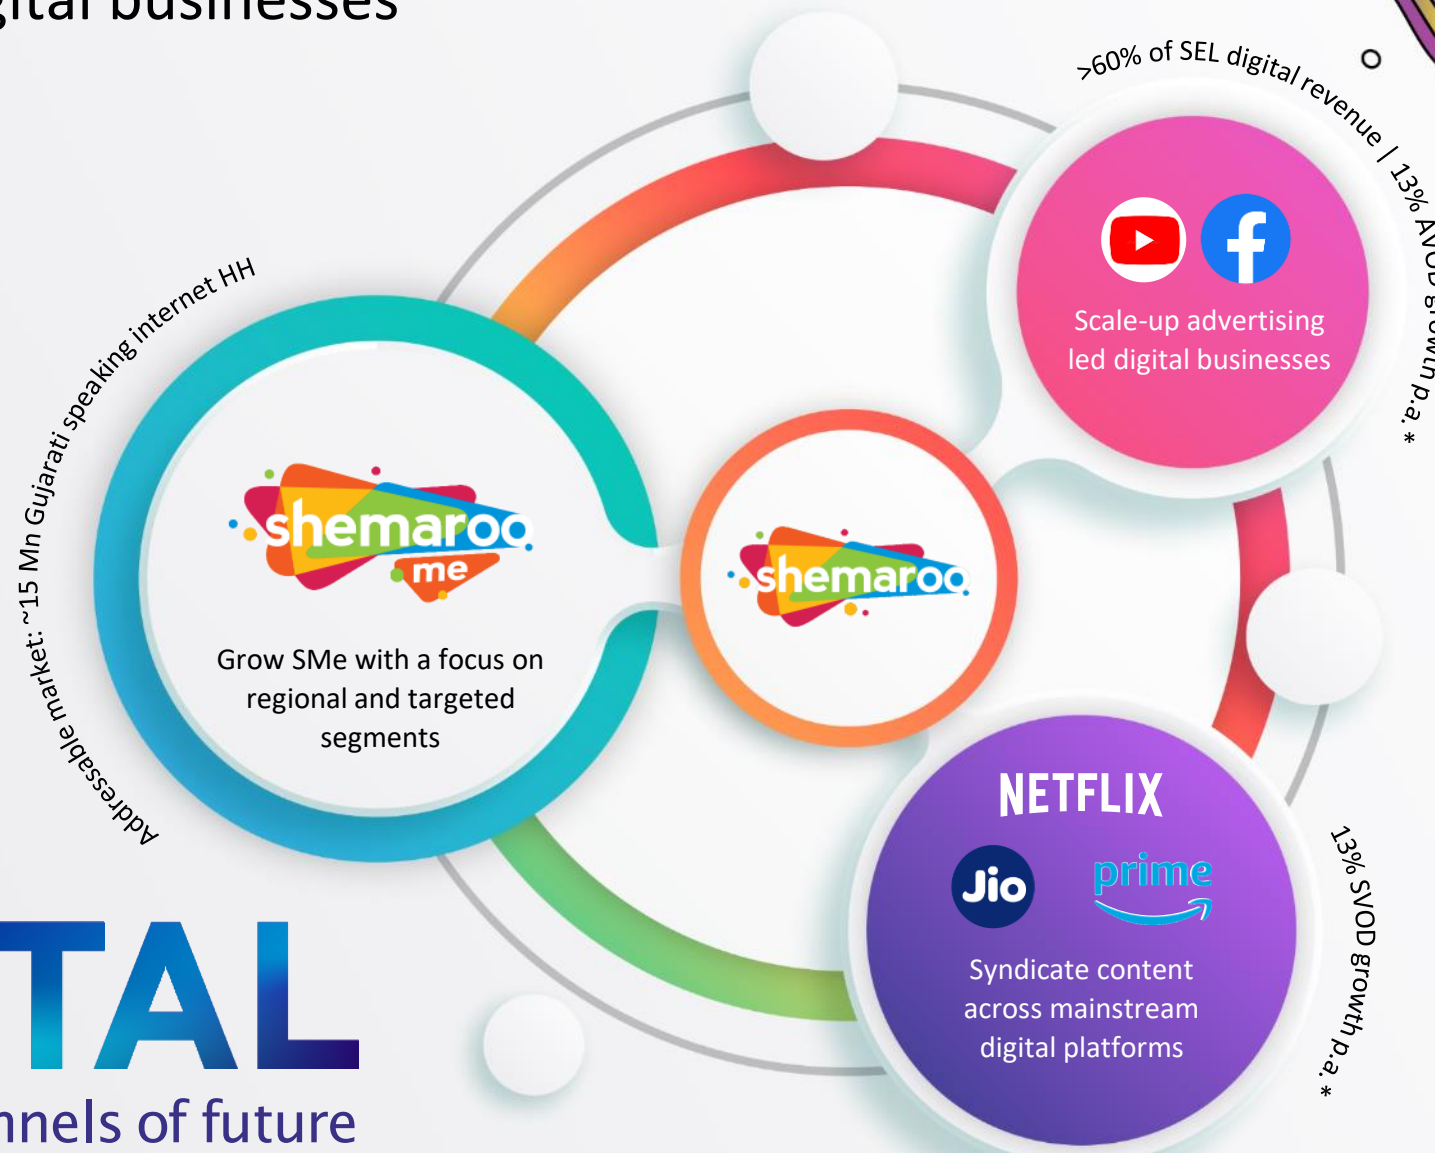 gital businesses
>60% of SEL digital revenue | 13% AVOD growth p.a. *
Scale-up advertising
led digital businesses
Addressable market: ~15 Mn Gujarati speaking internet HH
shemaroo
me
Grow SMe with a focus on
regional and targeted
segments
shemaroo
NETFLIX
Jio
prime
Syndicate content
across mainstream
digital platforms
13% SVOD growth p.a. *
TAL
nnels of future